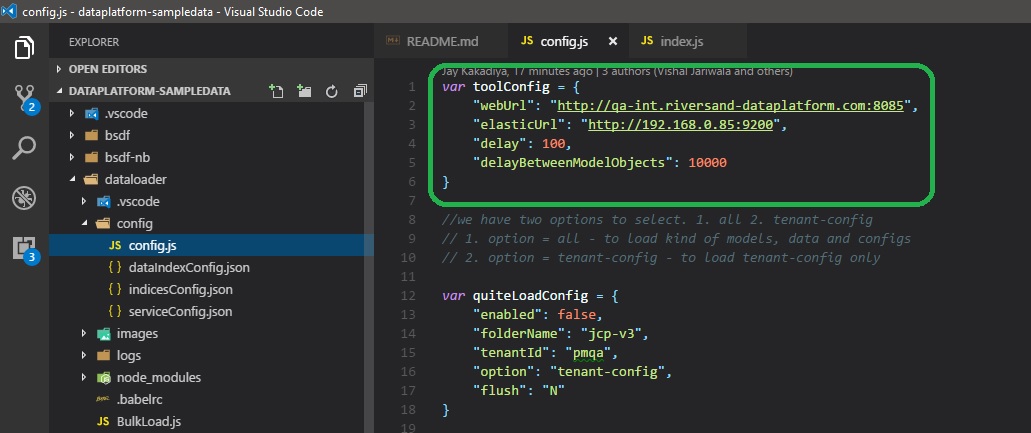 config.js - dataplatform-sampledata - Visual Studio Code
EXPLORER
OPEN EDITORS
DATAPLATFORM-SAMPLEDATA
.vscode
bsdf
bsdf-nb
dataloader
.vscode
config
JS config.js
{ } dataIndexConfig.json
{ } indicesConfig.json
{ } serviceConfig.json
images
logs
node_modules
.babelrc
JS BulkLoad.js
2
3
README.md
JS config.js ×
JS index.js
Jay Kakadiya, 17 minutes ago | 3 authors (Vishal Jariwala and others)
1 var toolConfig = {
2 "webUrl": "http://qa-int.riversand-dataplatform.com:8085",
3 "elasticUrl": "http://192.168.0.85:9200",
4 "delay": 100,
5 "delayBetweenModelObjects": 10000
6 }
7
8 //we have two options to select. 1. all 2. tenant-config
9 // 1. option = all - to load kind of models, data and configs
10 // 2. option = tenant-config - to load tenant-config only
11
12 var quiteLoadConfig = {
13 "enabled": false,
14 "folderName": "jcp-v3",
15 "tenantId": "pmqa",
16 "option": "tenant-config",
17 "flush": "N"
18 }
19